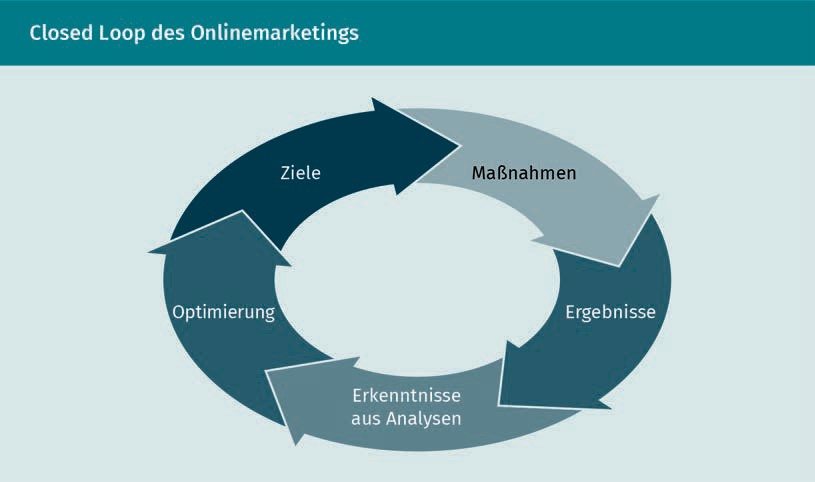 Closed Loop des Onlinemarketings
Ziele
Maßnahmen
Ergebnisse
Erkenntnisse
aus Analysen
Optimierung